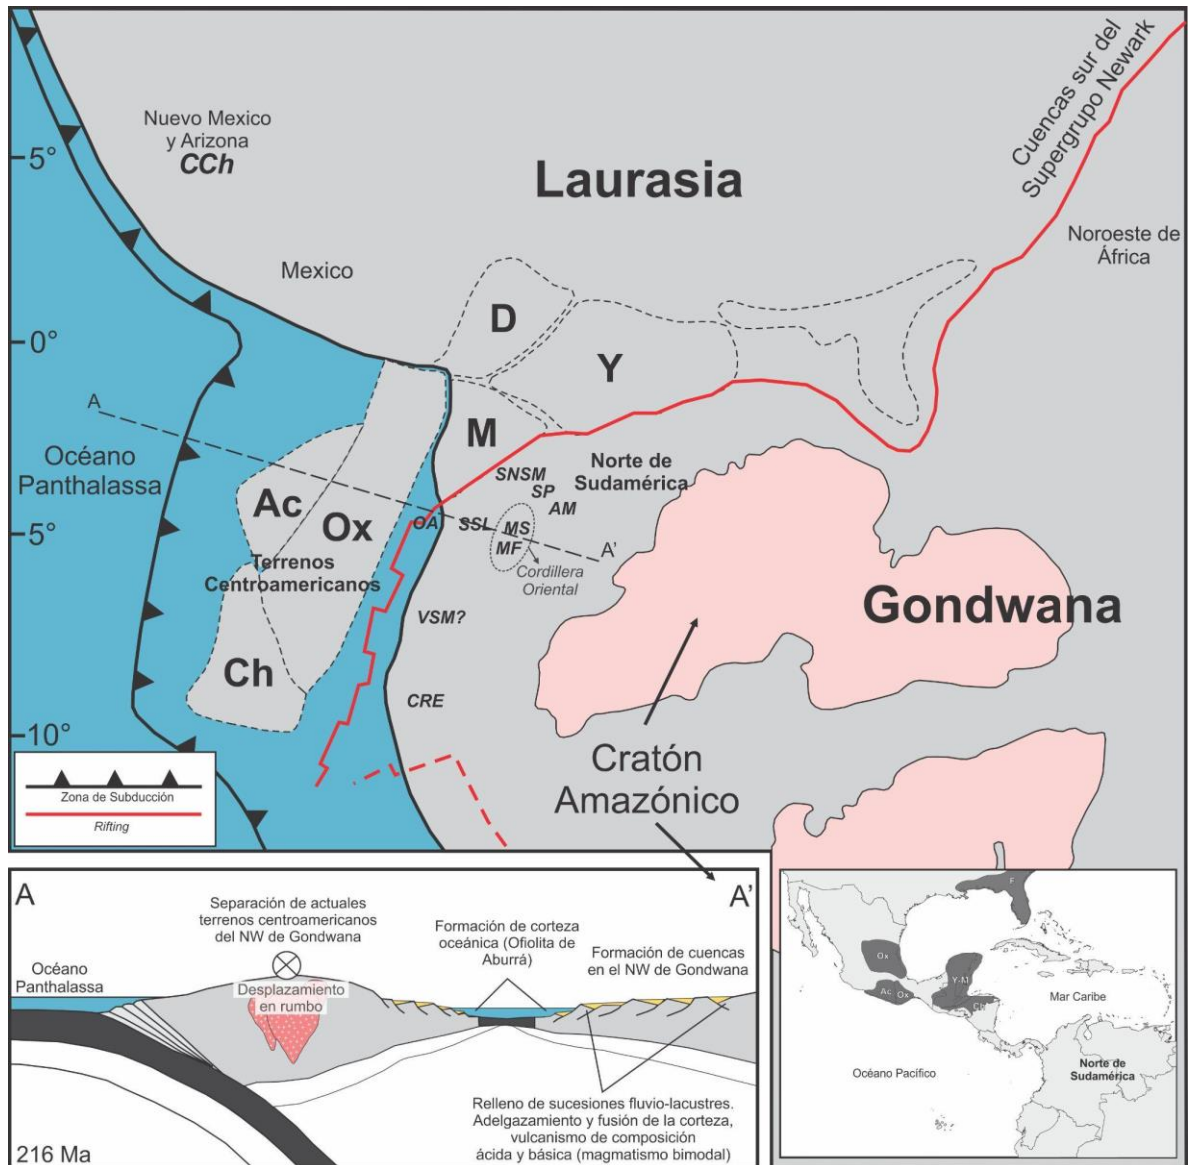 Cuencas sur del
Supergrupo Newark
Nuevo Mexico
y Arizona
CCh
5°
Laurasia
Noroeste de
África
Mexico
D
0°
Y
A
M
Océano
Panthalassa
Norte de
Sudamérica
SNSM
SP
AM
Ac
Ox
OA
SSL
MS
MF
A'
5°
Terrenos
Centroamericanos
Cordillera
Oriental
Gondwana
VSM?
Ch
CRE
10°
Cratón
Amazónico
Zona de Subducción
Rifting
A
A'
Separación de actuales
terrenos centroamericanos
del NW de Gondwana
Formación de corteza
oceánica (Ofiolita de
Aburrá)
Formación de cuencas
en el NW de Gondwana
Océano
Panthalassa
Desplazamiento
en rumbo
Relleno de sucesiones fluvio-lacustres.
Adelgazamiento y fusión de la corteza,
vulcanismo de composición
ácida y básica (magmatismo bimodal)
216 Ma
F
Ox
Y-M
Ac
Ox
Ch
Mar Caribe
Océano Pacífico
Norte de
Sudamérica